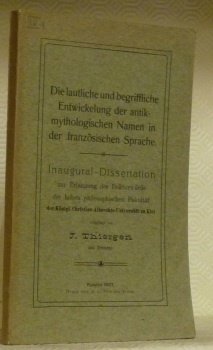 Die lautliche und begriffliche
Entwickelung der antik-
mythologischen Namen in
der französischen Sprache.
Inaugural-Dissertation
zur Erlangung der Doktorwürde
der hohen philosophischen Fakultät
der Königl. Christian-Albrechts-Universität zu Kiel
J. Thiergen
aus